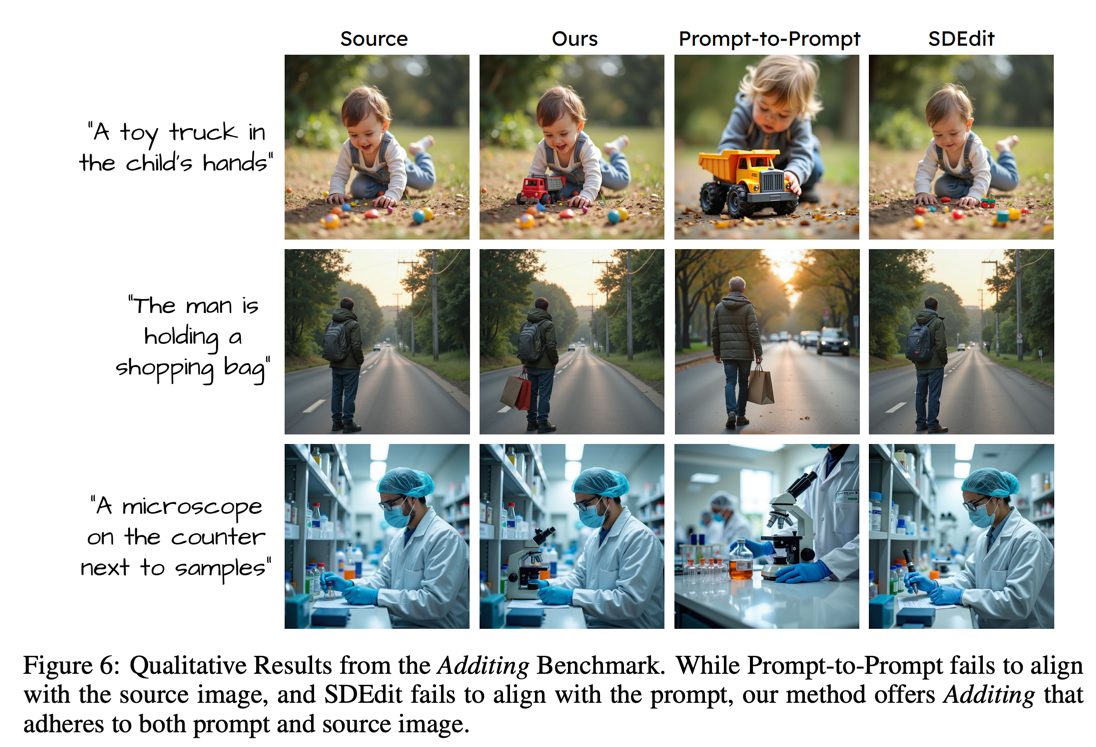 Source
Ours
Prompt-to-Prompt
SDEdit
"A toy truck in
the child's hands"
"The man is
holding a
shopping bag"
"A microscope
on the counter
next to samples"
Figure 6: Qualitative Results from the Additing Benchmark. While Prompt-to-Prompt fails to align
with the source image, and SDEdit fails to align with the prompt, our method offers Additing that
adheres to both prompt and source image.